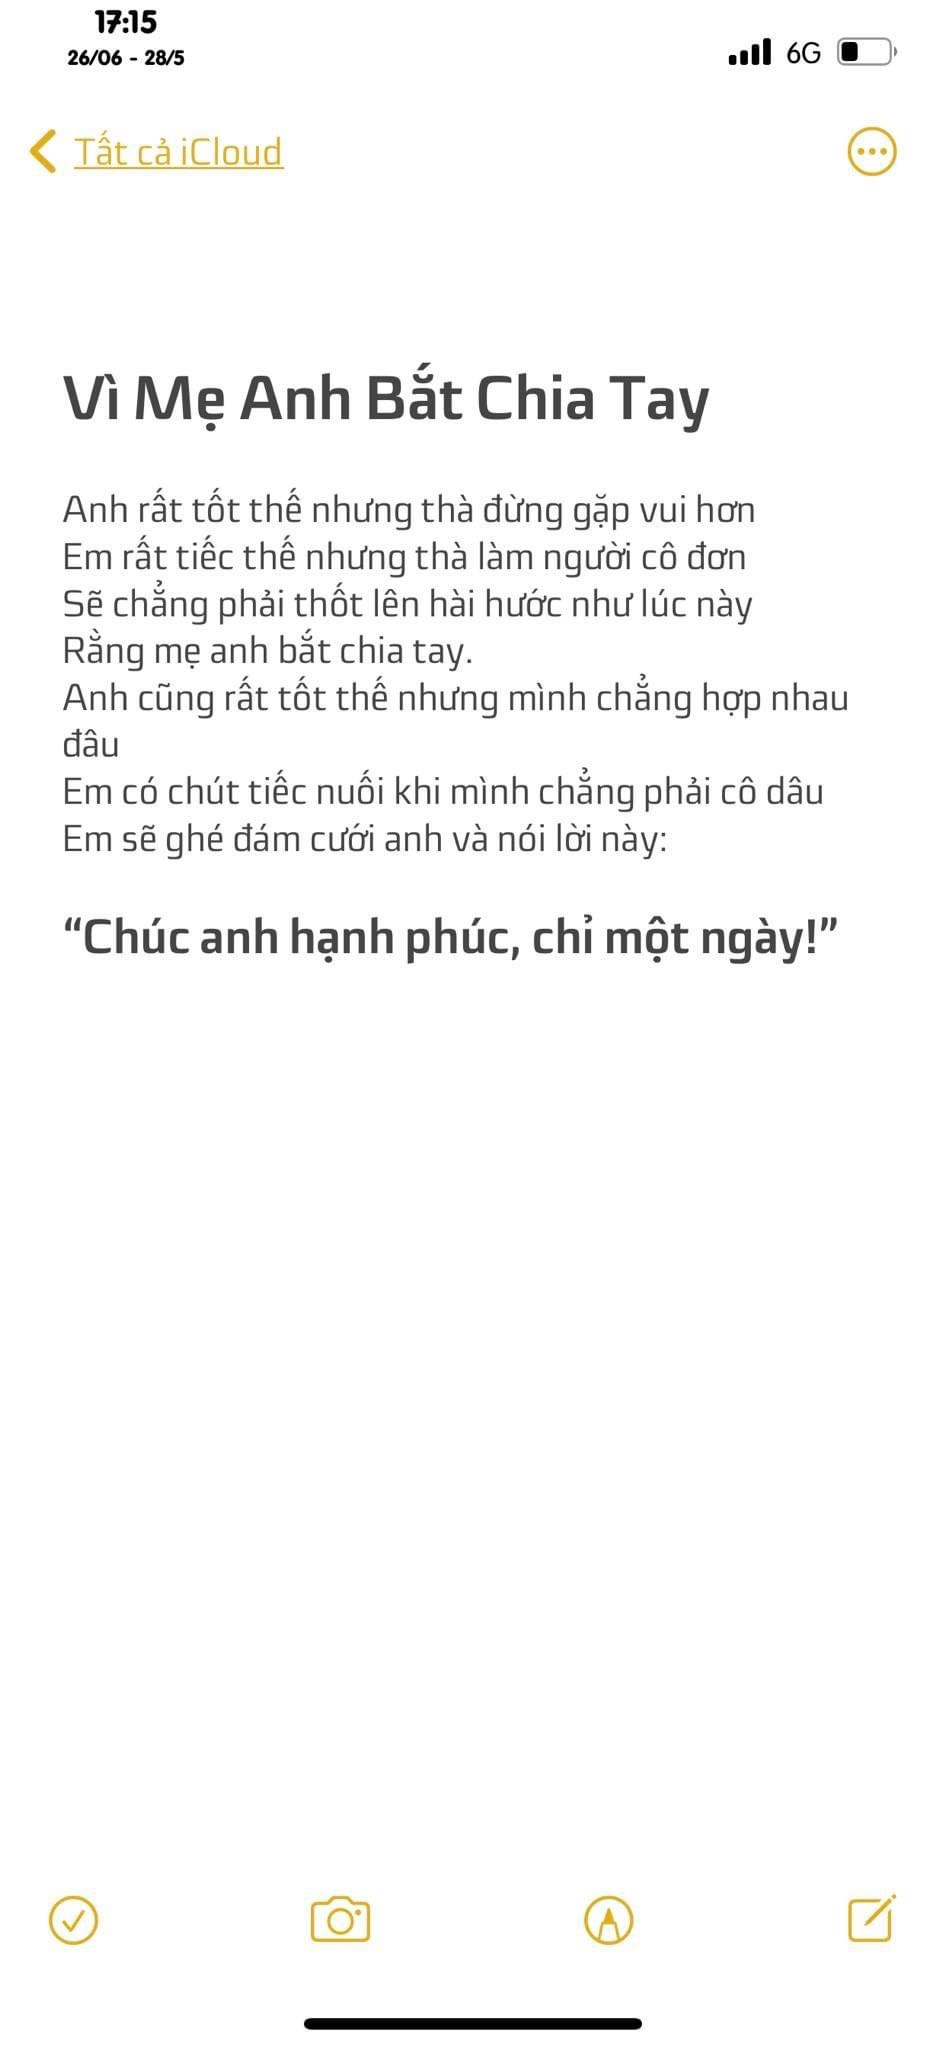 17:15
26/06 - 28/5
6G
Tất cả iCloud
Vì Mẹ Anh Bắt Chia Tay
Anh rất tốt thế nhưng thà đừng gặp vui hơn
Em rất tiếc thế nhưng thà làm người cô đơn
Sẽ chẳng phải thốt lên hài hước như lúc này
Rằng mẹ anh bắt chia tay.
Anh cũng rất tốt thế nhưng mình chẳng hợp nhau
đâu
Em có chút tiếc nuối khi mình chẳng phải cô dâu
Em sẽ ghé đám cưới anh và nói lời này:
“Chúc anh hạnh phúc, chỉ một ngày!”